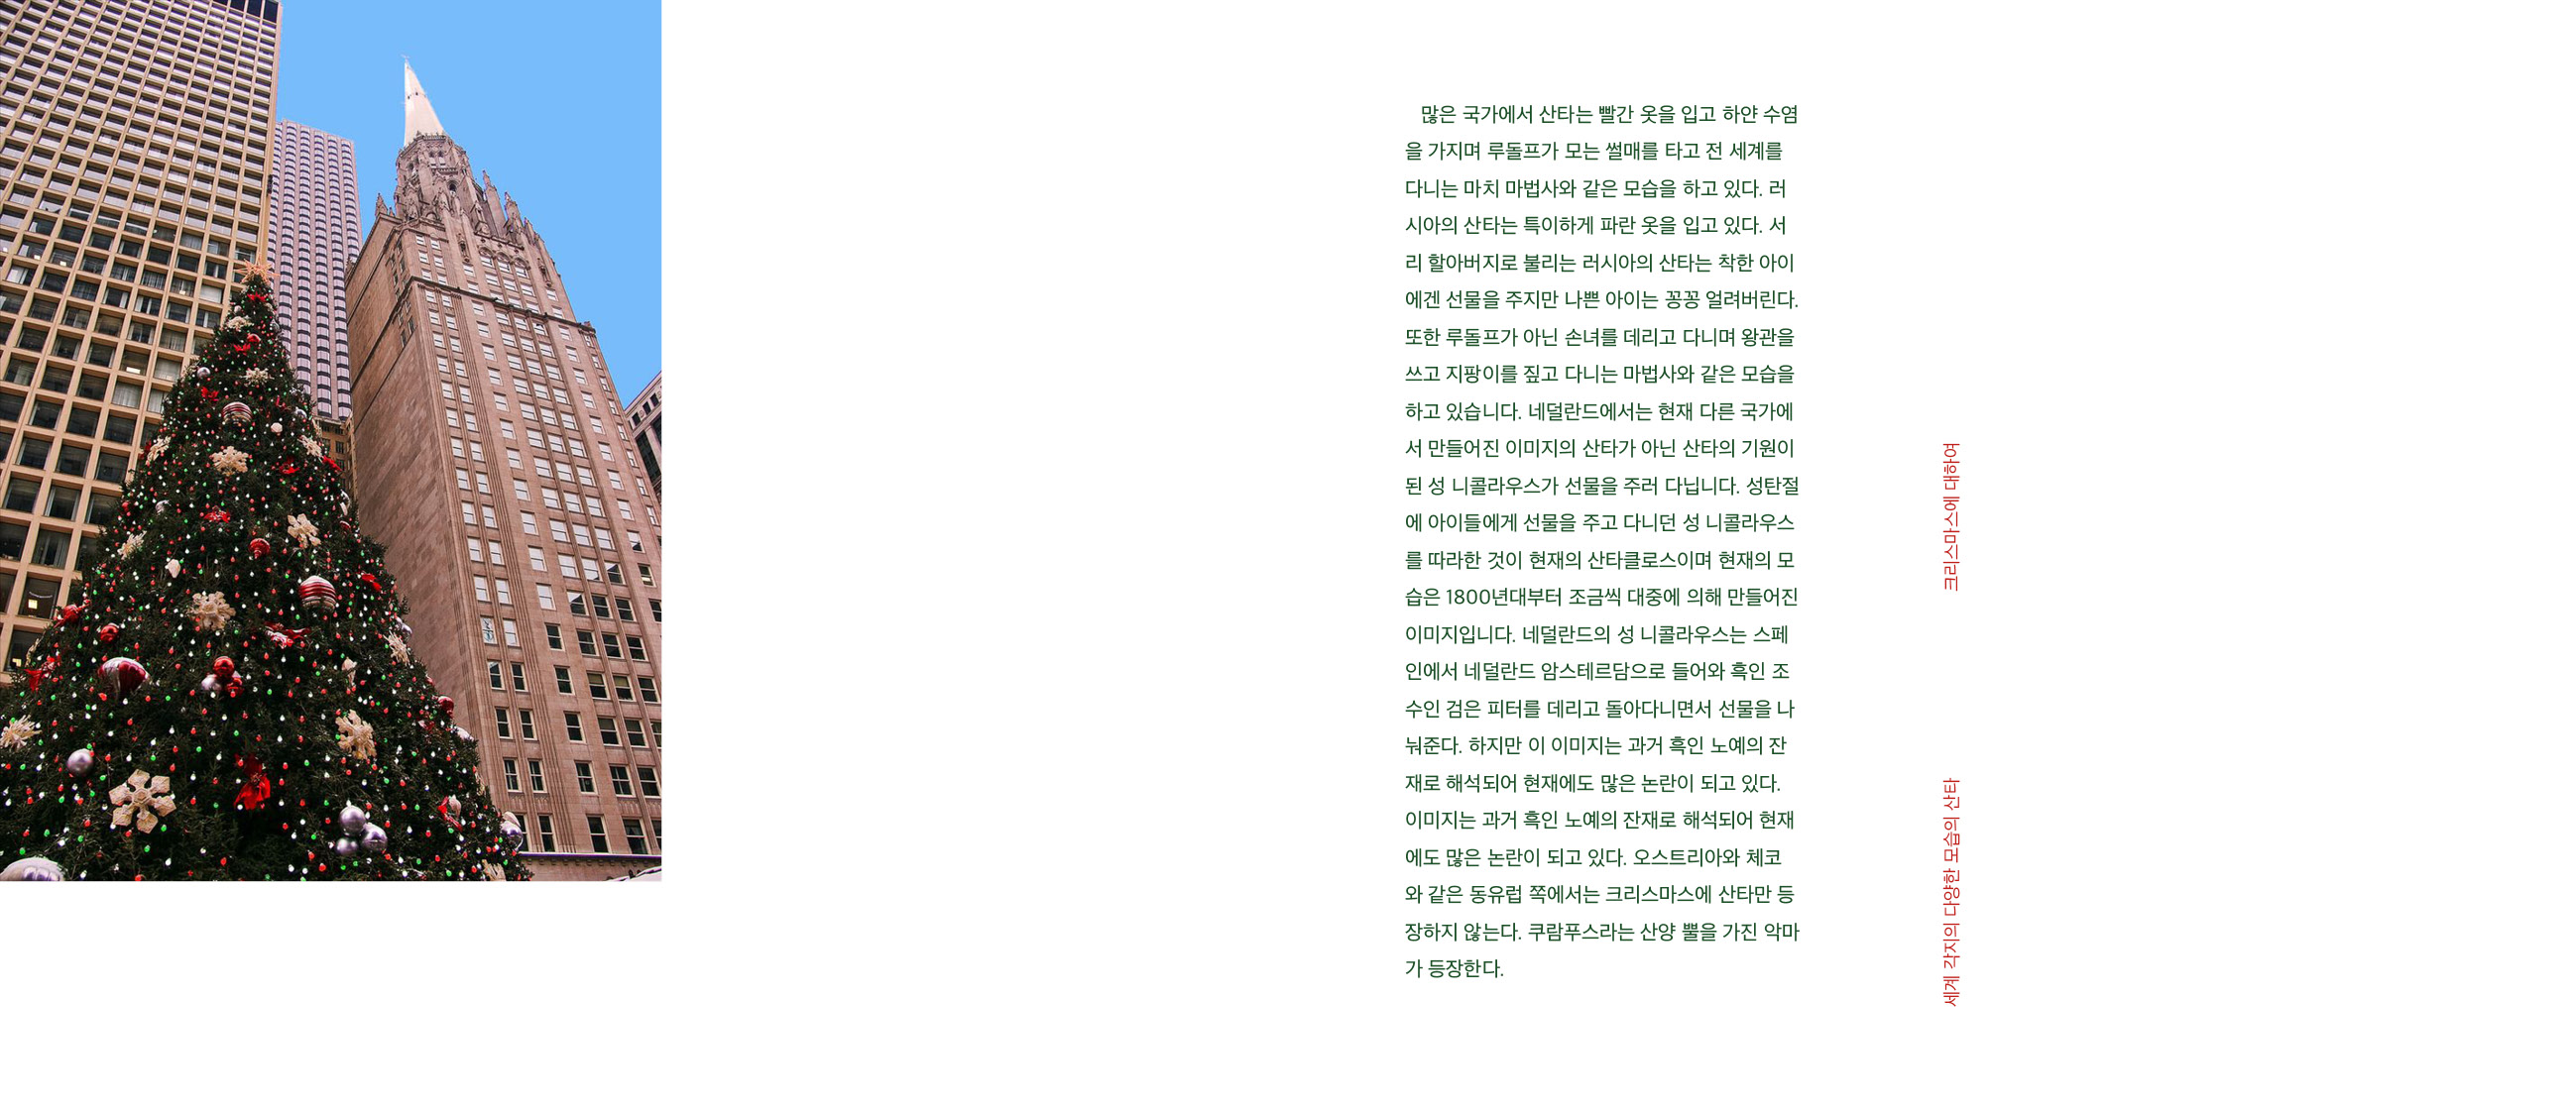 많은 국가에서 산타는 빨간 옷을 입고 하얀 수염
을 가지며 루돌프가 모는 썰매를 타고 전 세계를
다니는 마치 마법사와 같은 모습을 하고 있다. 러
시아의 산타는 특이하게 파란 옷을 입고 있다. 서
리 할아버지로 불리는 러시아의 산타는 착한 아이
에겐 선물을 주지만 나쁜 아이는 꽁꽁 얼려버린다.
또한 루돌프가 아닌 손녀를 데리고 다니며 왕관을
쓰고 지팡이를 짚고 다니는 마법사와 같은 모습을
하고 있습니다. 네덜란드에서는 현재 다른 국가에
서 만들어진 이미지의 산타가 아닌 산타의 기원이
된 성 니콜라우스가 선물을 주러 다닙니다. 성탄절
에 아이들에게 선물을 주고 다니던 성 니콜라우스
를 따라한 것이 현재의 산타클로스이며 현재의 모
습은 1800년대부터 조금씩 대중에 의해 만들어진
이미지입니다. 네덜란드의 성 니콜라우스는 스페
인에서 네덜란드 암스테르담으로 들어와 흑인 조
수인 검은 피터를 데리고 돌아다니면서 선물을 나
눠준다. 하지만 이 이미지는 과거 흑인 노예의 잔
재로 해석되어 현재에도 많은 논란이 되고 있다.
이미지는 과거 흑인 노예의 잔재로 해석되어 현재
에도 많은 논란이 되고 있다. 오스트리아와 체코
와 같은 동유럽 쪽에서는 크리스마스에 산타만 등
장하지 않는다. 쿠람푸스라는 산양 뿔을 가진 악마
가 등장한다.
크리스마스에 대하여
세계 각지의 다양한 모습의 산타